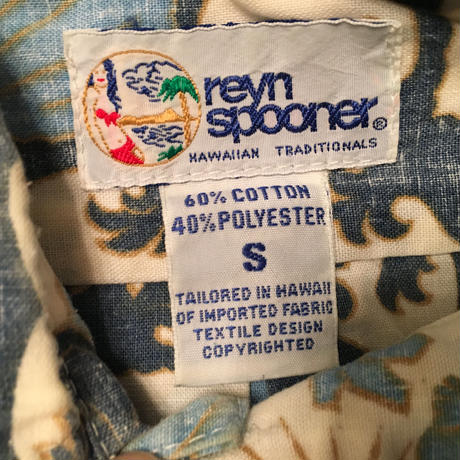 reyn
spooner®
HAWAIIAN TRADITIONALS
60% COTTON
40% POLYESTER
S
TAILORED IN HAWAII
OF IMPORTED FABRIC
TEXTILE DESIGN
COPYRIGHTED